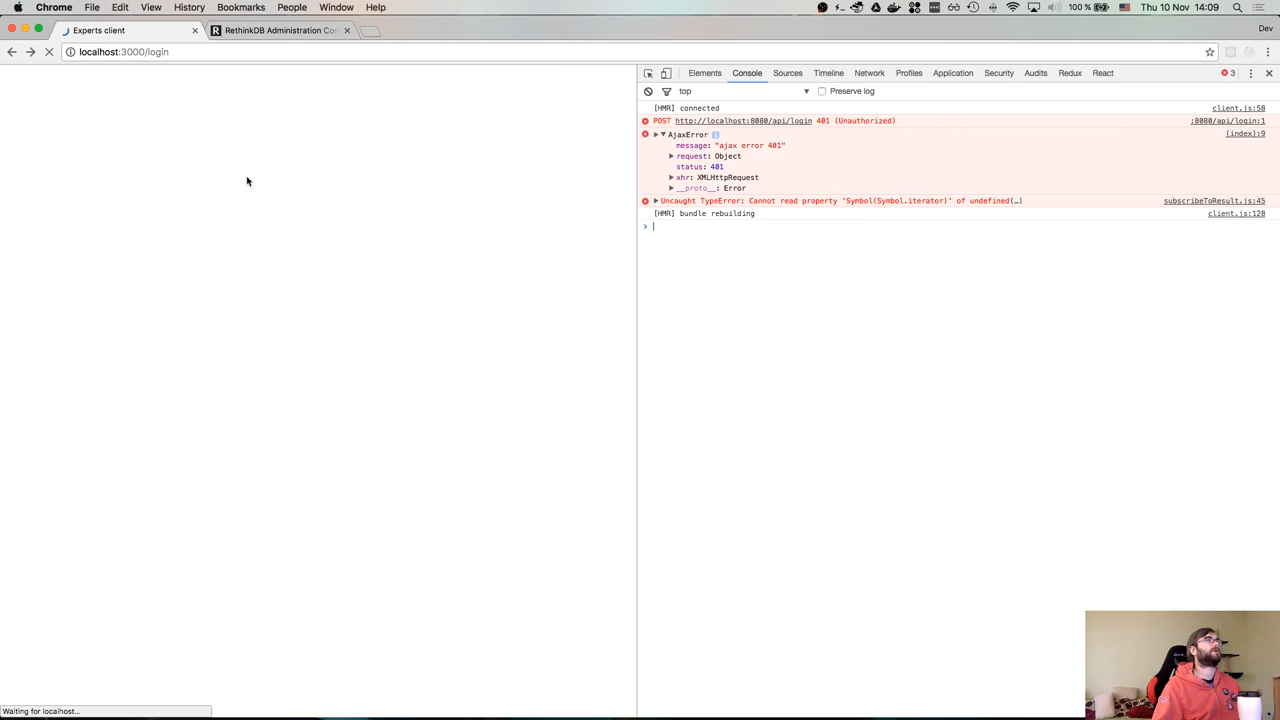 Chrome File Edit View History Bookmarks People Window Help 100 % Thu 10 Nov 14:09
Experts client × RethinkDB Administration Con × Dev
localhost:3000/login
Elements Console Sources Timeline Network Profiles Application Security Audits Redux React 3
top Preserve log
[HMR] connected client.js:58
POST http://localhost:8080/api/login 401 (Unauthorized) :8080/api/login:1
AjaxError (index):9
message: "ajax error 401"
request: Object
status: 401
xhr: XMLHttpRequest
__proto__: Error
Uncaught TypeError: Cannot read property 'Symbol(Symbol.iterator)' of undefined(…) subscribeToResult.js:45
[HMR] bundle rebuilding client.js:128
Waiting for localhost...